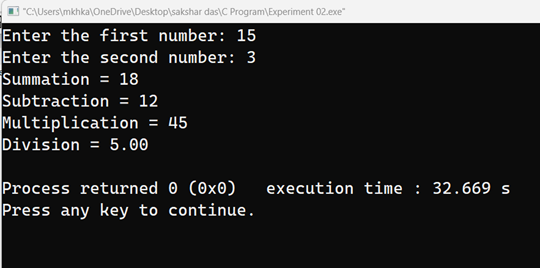 "C:\Users\mkhka\OneDrive\Desktop\sakshar das\C Program\Experiment 02.exe"
Enter the first number: 15
Enter the second number: 3
Summation = 18
Subtraction = 12
Multiplication = 45
Division = 5.00
Process returned 0 (0x0)   execution time : 32.669 s
Press any key to continue.